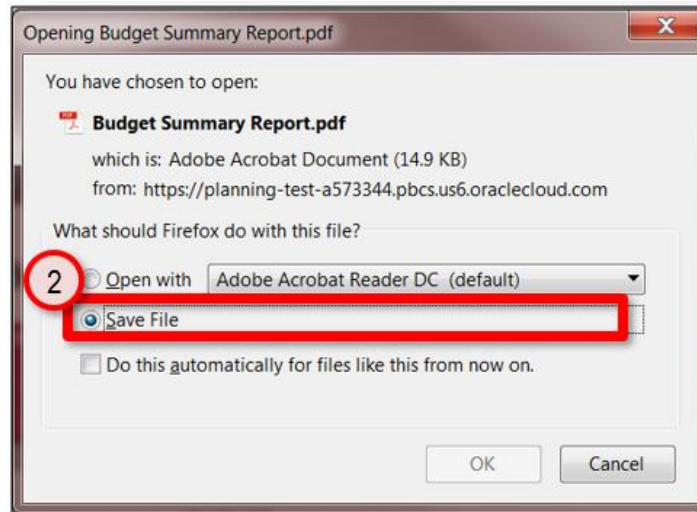 Opening Budget Summary Report.pdf
You have chosen to open:
Budget Summary Report.pdf
which is: Adobe Acrobat Document (14.9 KB)
from: https://planning-test-a573344.pbcs.us6.oraclecloud.com
What should Firefox do with this file?
2 Open with Adobe Acrobat Reader DC (default)
Save File
Do this automatically for files like this from now on.
OK Cancel